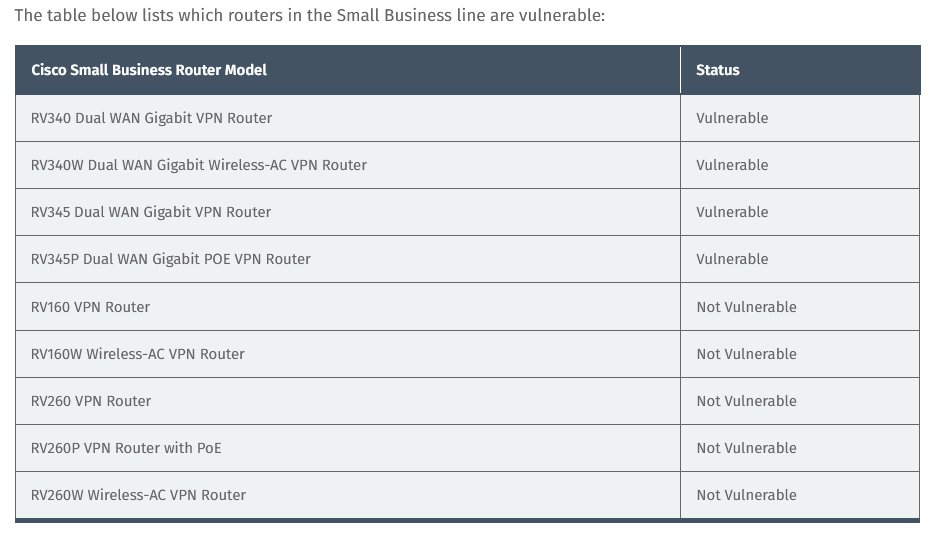 The table below lists which routers in the Small Business line are vulnerable:
Cisco Small Business Router Model Status
RV340 Dual WAN Gigabit VPN Router Vulnerable
RV340W Dual WAN Gigabit Wireless-AC VPN Router Vulnerable
RV345 Dual WAN Gigabit VPN Router Vulnerable
RV345P Dual WAN Gigabit POE VPN Router Vulnerable
RV160 VPN Router Not Vulnerable
RV160W Wireless-AC VPN Router Not Vulnerable
RV260 VPN Router Not Vulnerable
RV260P VPN Router with PoE Not Vulnerable
RV260W Wireless-AC VPN Router Not Vulnerable